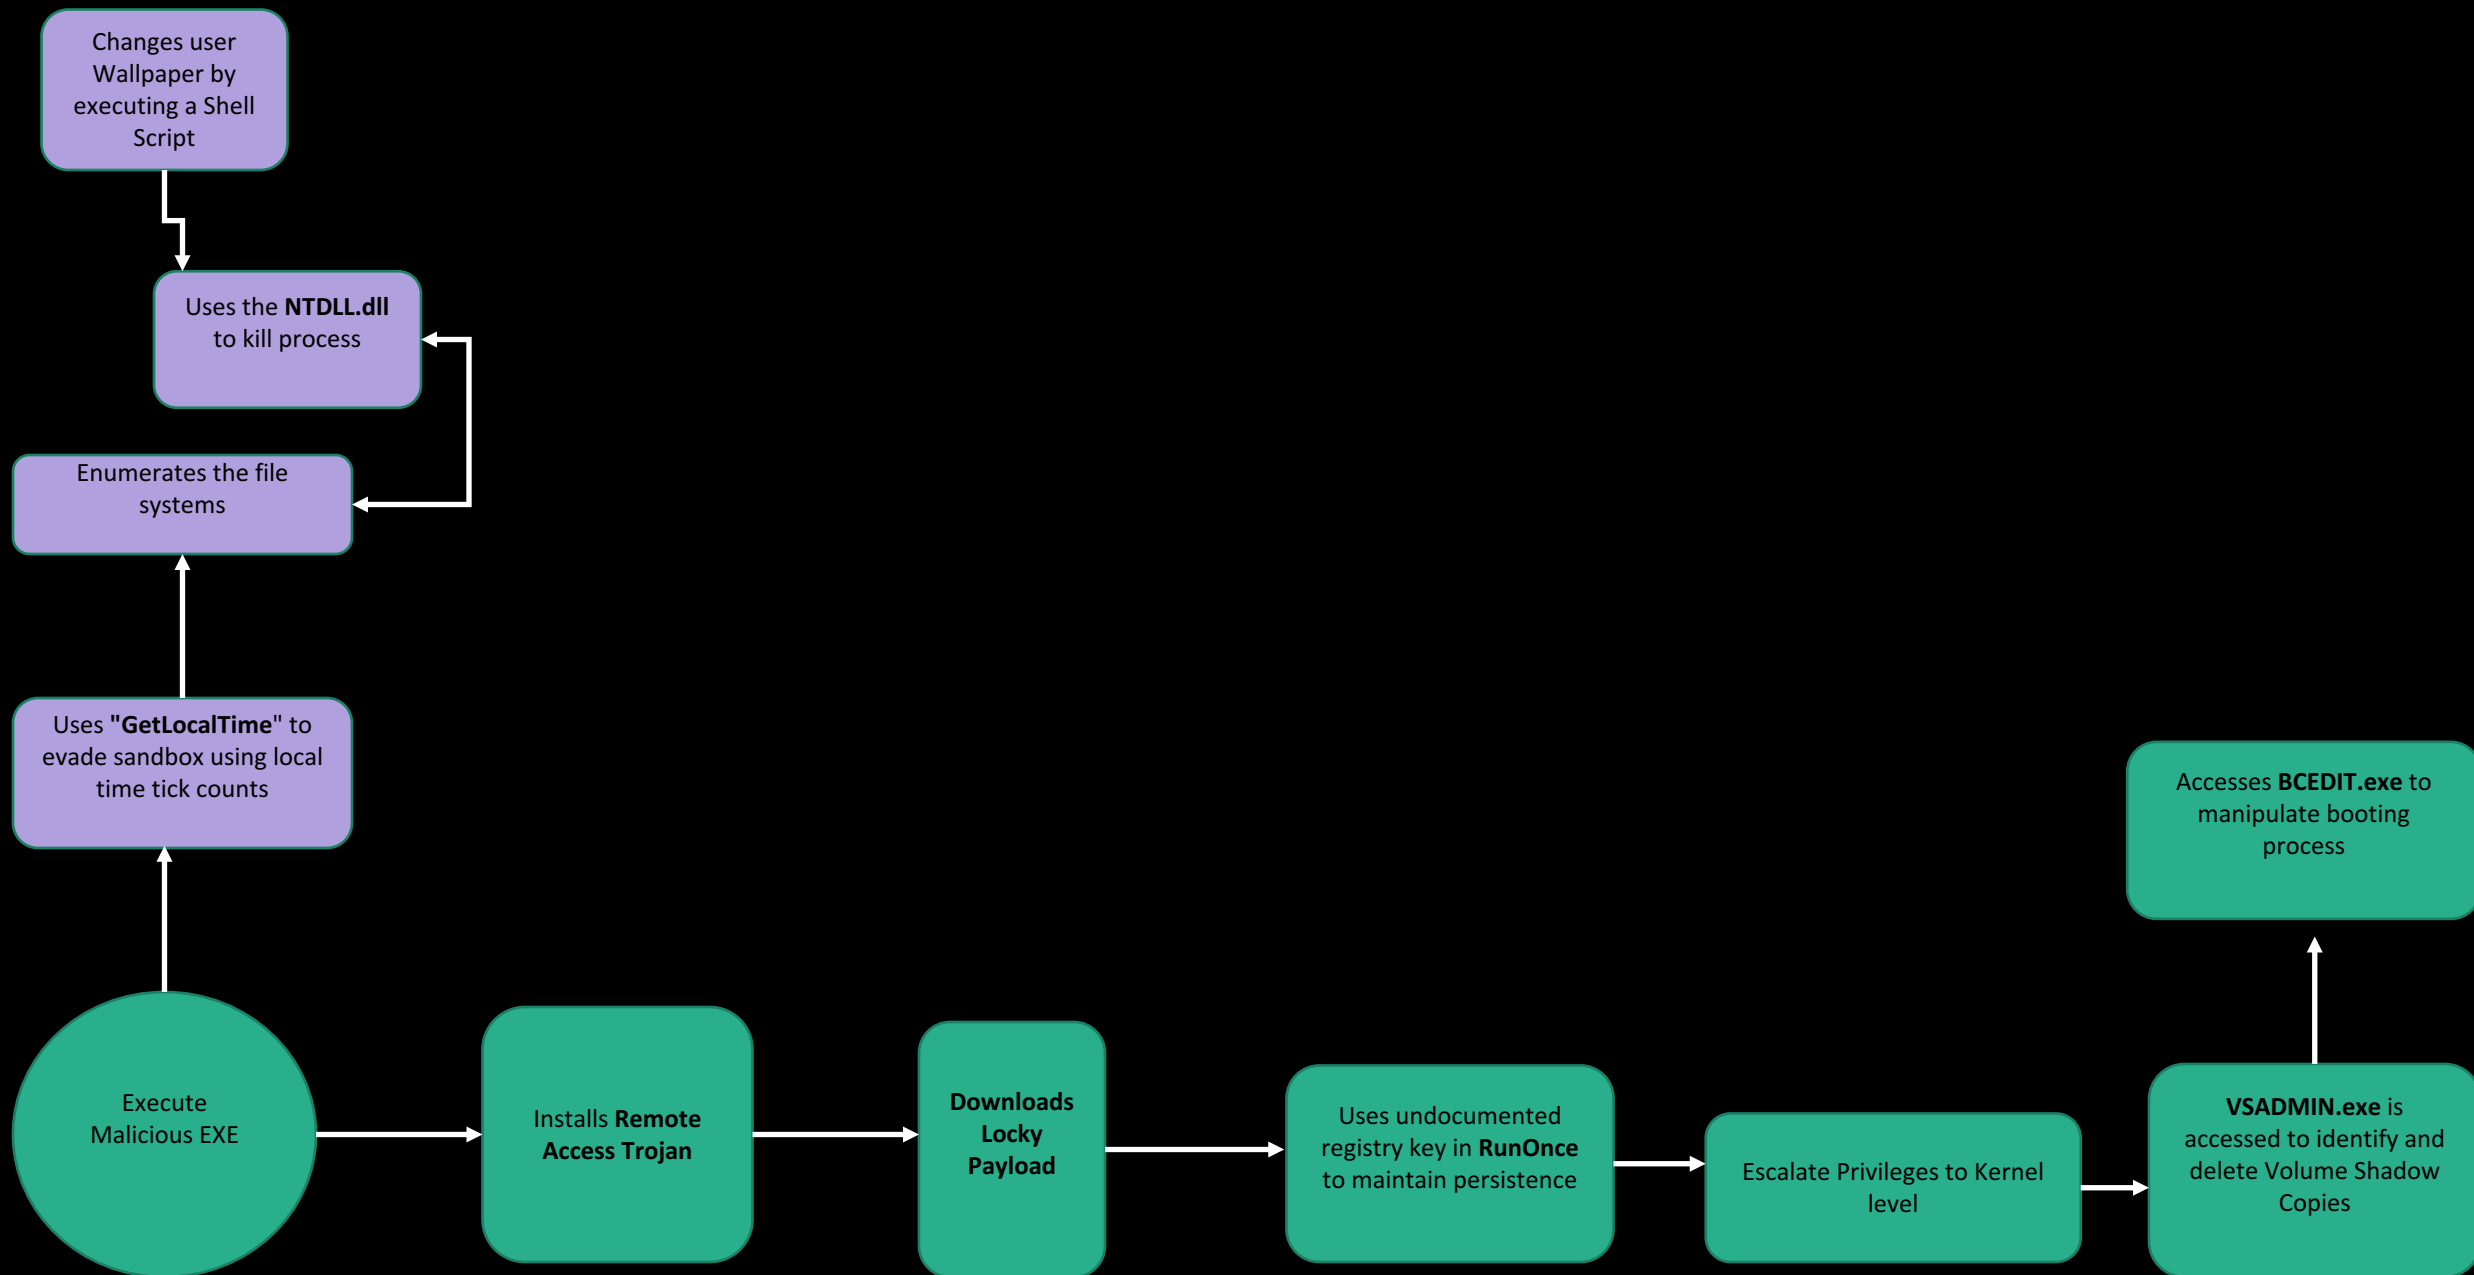 Changes user
Wallpaper by
executing a Shell
Script
Uses the NTDLL.dll
to kill process
Enumerates the file
systems
Uses "GetLocalTime" to
evade sandbox using local
time tick counts
Accesses BCEDIT.exe to
manipulate booting
process
Execute
Malicious EXE
Installs Remote
Access Trojan
Downloads
Locky
Payload
Uses undocumented
registry key in RunOnce
to maintain persistence
Escalate Privileges to Kernel
level
VSADMIN.exe is
accessed to identify and
delete Volume Shadow
Copies